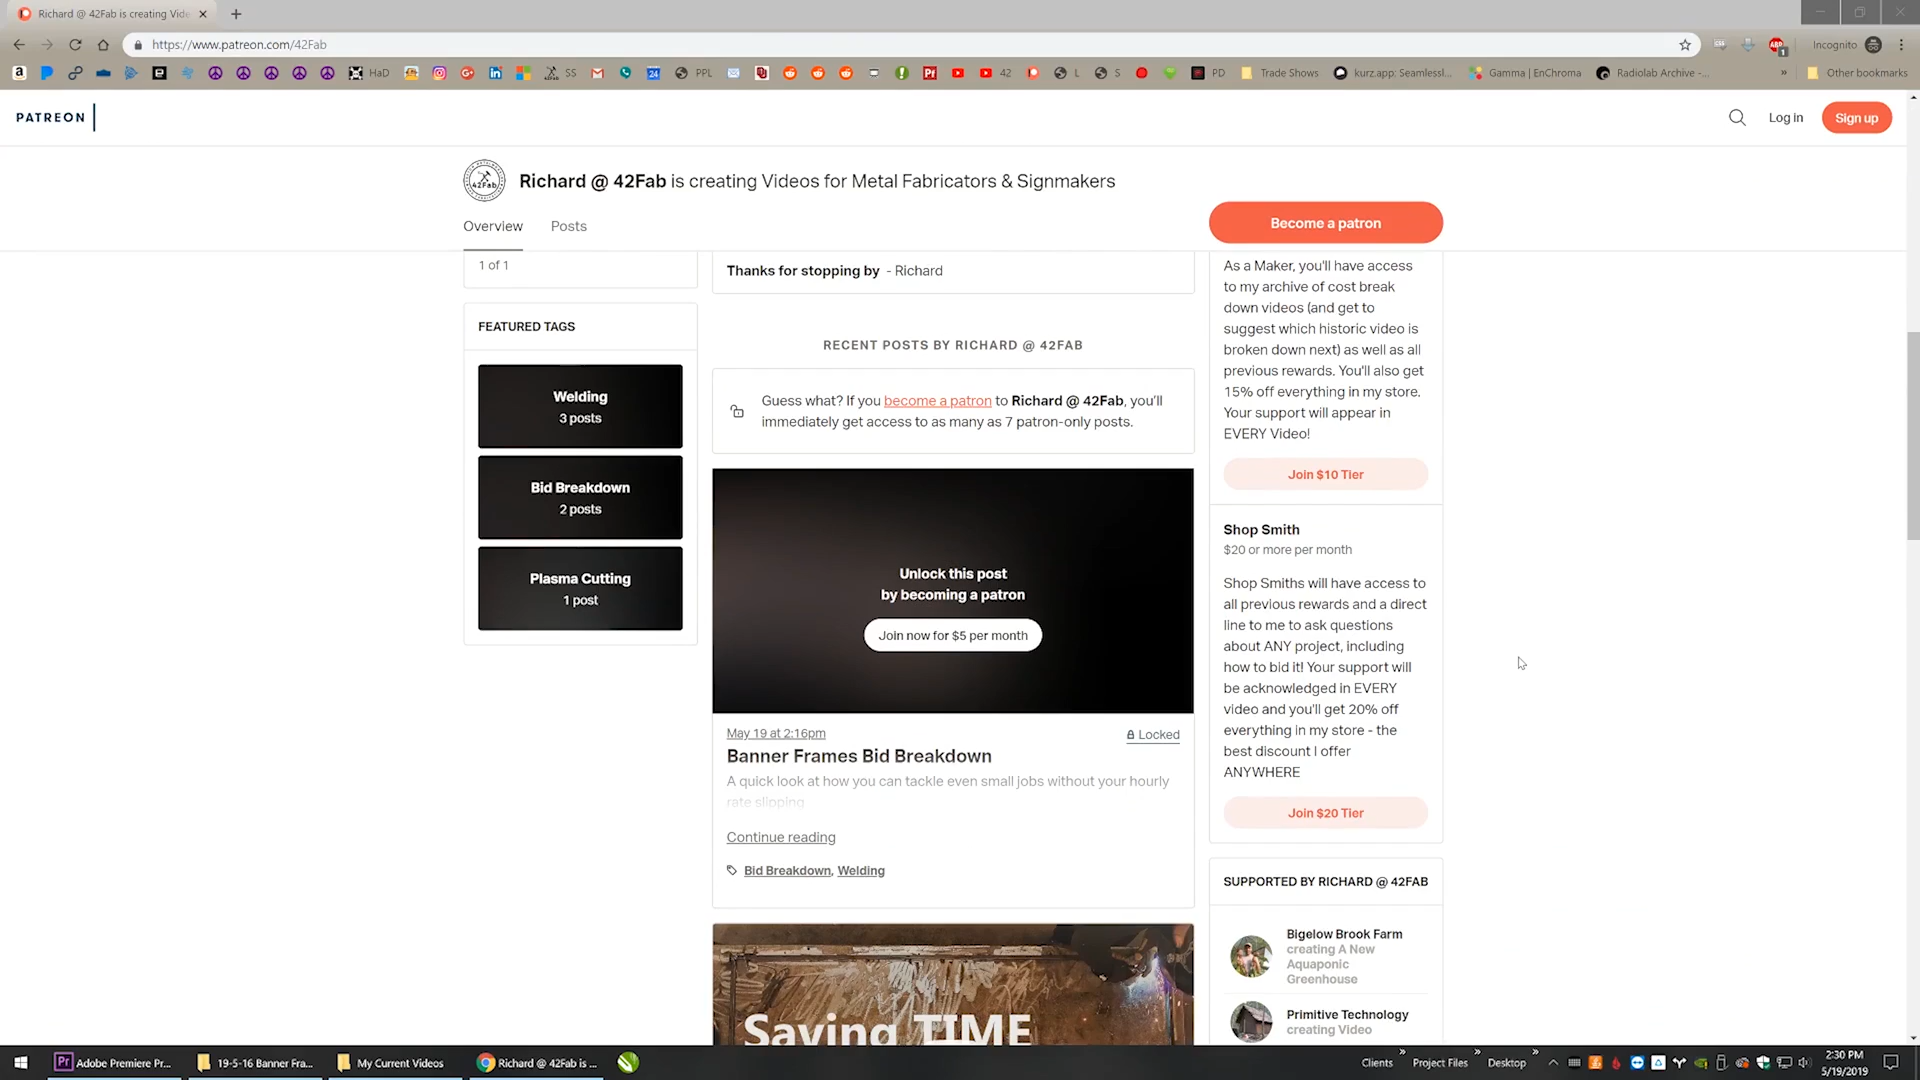 Richard @ 42Fab is creating Vide
https://www.patreon.com/42Fab
Incognito
HaD
SS
PPL
42
L
S
PD
Trade Shows
kurz.app: Seamlessl...
Gamma | EnChroma
Radiolab Archive -...
Other bookmarks
PATREON
Log in
Sign up
42Fab
Richard @ 42Fab is creating Videos for Metal Fabricators & Signmakers
Overview
Posts
Become a patron
1 of 1
FEATURED TAGS
Welding
3 posts
Bid Breakdown
2 posts
Plasma Cutting
1 post
Thanks for stopping by - Richard
RECENT POSTS BY RICHARD @ 42FAB
Guess what? If you become a patron to Richard @ 42Fab, you'll
immediately get access to as many as 7 patron-only posts.
Unlock this post
by becoming a patron
Join now for $5 per month
May 19 at 2:16pm
Locked
Banner Frames Bid Breakdown
A quick look at how you can tackle even small jobs without your hourly
rate slipping
Continue reading
Bid Breakdown, Welding
Saving TIME
As a Maker, you'll have access
to my archive of cost break
down videos (and get to
suggest which historic video is
broken down next) as well as all
previous rewards. You'll also get
15% off everything in my store.
Your support will appear in
EVERY Video!
Join $10 Tier
Shop Smith
$20 or more per month
Shop Smiths will have access to
all previous rewards and a direct
line to me to ask questions
about ANY project, including
how to bid it! Your support will
be acknowledged in EVERY
video and you'll get 20% off
everything in my store - the
best discount I offer
ANYWHERE
Join $20 Tier
SUPPORTED BY RICHARD @ 42FAB
Bigelow Brook Farm
creating A New
Aquaponic
Greenhouse
Primitive Technology
creating Video
Adobe Premiere Pr...
19-5-16 Banner Fra...
My Current Videos
Richard @ 42Fab is ...
Clients
Project Files
Desktop
2:30 PM
5/19/2019